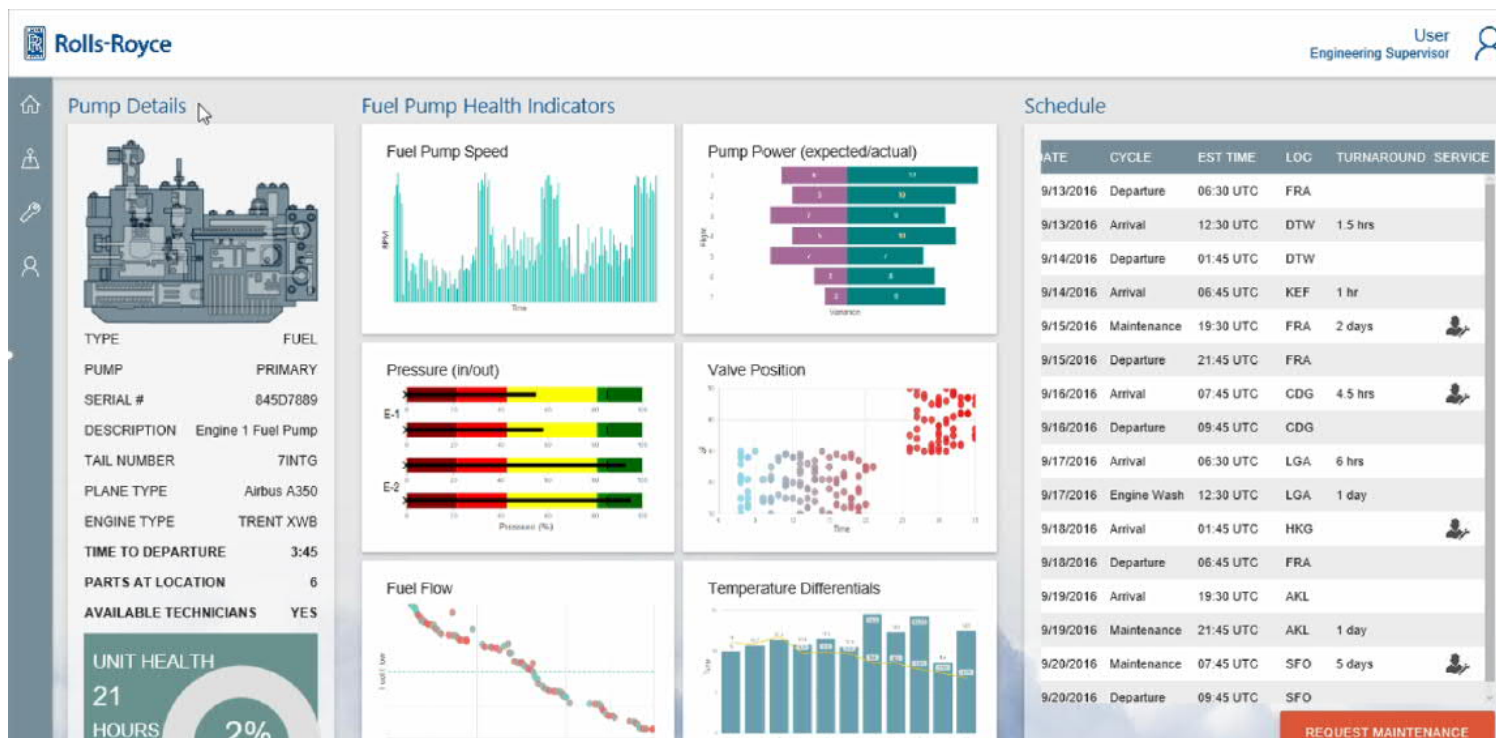 Rolls-Royce
User
Engineering Supervisor
Pump Details
TYPE FUEL
PUMP PRIMARY
SERIAL # 845D7889
DESCRIPTION Engine 1 Fuel Pump
TAIL NUMBER 7INTG
PLANE TYPE Airbus A350
ENGINE TYPE TRENT XWB
TIME TO DEPARTURE 3:45
PARTS AT LOCATION 6
AVAILABLE TECHNICIANS YES
UNIT HEALTH
21
HOURS
2%
Fuel Pump Health Indicators
Fuel Pump Speed
RPM
Time
Pump Power (expected/actual)
Flight
Variation
Pressure (in/out)
E-1
E-2
Pressure (%)
Valve Position
Time
Fuel Flow
Temperature Differentials
Schedule
ATE CYCLE EST TIME LOC TURNAROUND SERVICE
9/13/2016 Departure 06:30 UTC FRA
9/13/2016 Arrival 12:30 UTC DTW 1.5 hrs
9/14/2016 Departure 01:45 UTC DTW
9/14/2016 Arrival 06:45 UTC KEF 1 hr
9/15/2016 Maintenance 19:30 UTC FRA 2 days
9/15/2016 Departure 21:45 UTC FRA
9/16/2016 Arrival 07:45 UTC CDG 4.5 hrs
9/16/2016 Departure 09:45 UTC CDG
9/17/2016 Arrival 06:30 UTC LGA 6 hrs
9/17/2016 Engine Wash 12:30 UTC LGA 1 day
9/18/2016 Arrival 01:45 UTC HKG
9/18/2016 Departure 06:45 UTC FRA
9/19/2016 Arrival 19:30 UTC AKL
9/19/2016 Maintenance 21:45 UTC AKL 1 day
9/20/2016 Maintenance 07:45 UTC SFO 5 days
9/20/2016 Departure 09:45 UTC SFO
REQUEST MAINTENANCE